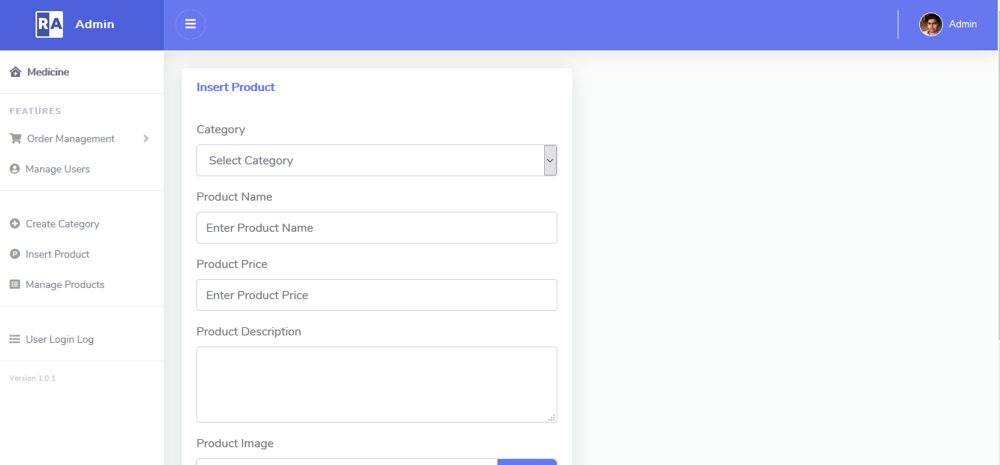 RA Admin
Admin
Medicine
FEATURES
Order Management
Manage Users
Create Category
Insert Product
Manage Products
User Login Log
Version 1.0.1
Insert Product
Category
Select Category
Product Name
Enter Product Name
Product Price
Enter Product Price
Product Description
Product Image